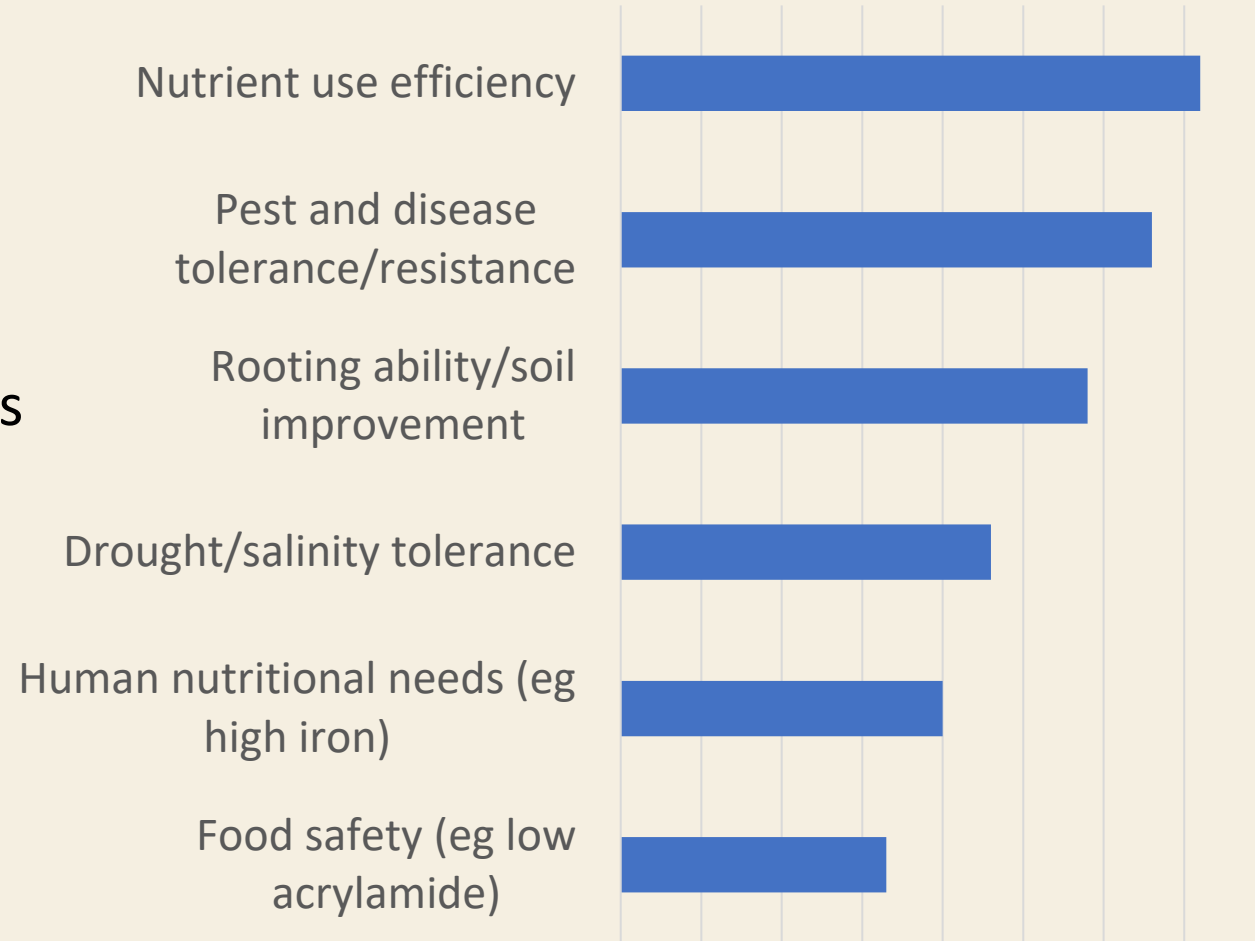 Nutrient use efficiency
Pest and disease
tolerance/resistance
Rooting ability/soil
improvement
s
Drought/salinity tolerance
Human nutritional needs (eg
high iron)
Food safety (eg low
acrylamide)